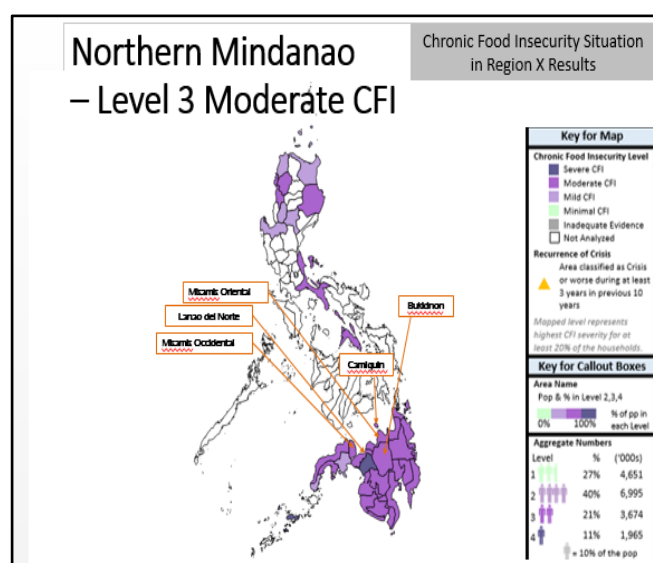 Northern Mindanao
– Level 3 Moderate CFI
Chronic Food Insecurity Situation
in Region X Results
Misamis Oriental
Lanao del Norte
Misamis Occidental
Bukidnon
Camiguin
Key for Map
Chronic Food Insecurity Level
Severe CFI
Moderate CFI
Mild CFI
Minimal CFI
Inadequate Evidence
Not Analyzed
Recurrence of Crisis
Area classified as Crisis
or worse during at least
3 years in previous 10
years
Mapped level represents
highest CFI severity for at
least 20% of the households.
Key for Callout Boxes
Area Name
Pop & % in Level 2,3,4
0% 100%
% of pp in
each Level
Aggregate Numbers
Level % ('000s)
1 27% 4,651
2 40% 6,995
3 21% 3,674
4 11% 1,965
= 10% of the pop